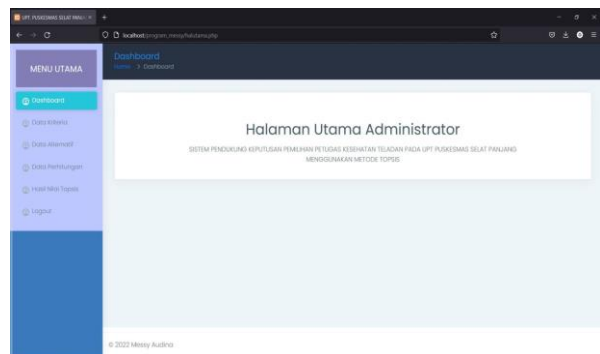 UPT. PUSKESMAS SELAT
localhost/program_messy/halutama.php
MENU UTAMA
Dashboard
Home > Dashboard
Dashboard
Data Kriteria
Data Alternatif
Data Perhitungan
Hasil Nilai Topsis
Logout
Halaman Utama Administrator
SISTEM PENDUKUNG KEPUTUSAN PEMILIHAN PETUGAS KESEHATAN TELADAN PADA UPT PUSKESMAS SELAT PANJANG
MENGGUNAKAN METODE TOPSIS
© 2022 Messy Audina